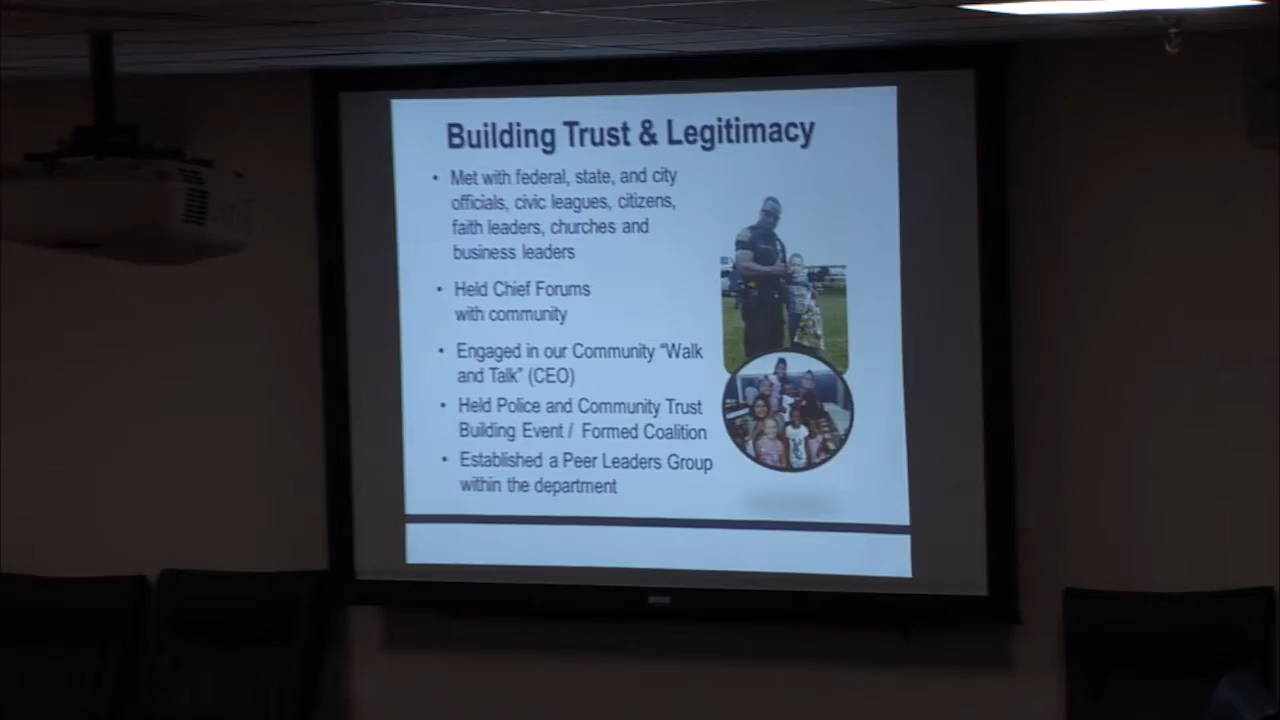 Building Trust & Legitimacy
• Met with federal, state, and city
officials, civic leagues, citizens,
faith leaders, churches and
business leaders
• Held Chief Forums
with community
• Engaged in our Community “Walk
and Talk” (CEO)
• Held Police and Community Trust
Building Event / Formed Coalition
• Established a Peer Leaders Group
within the department